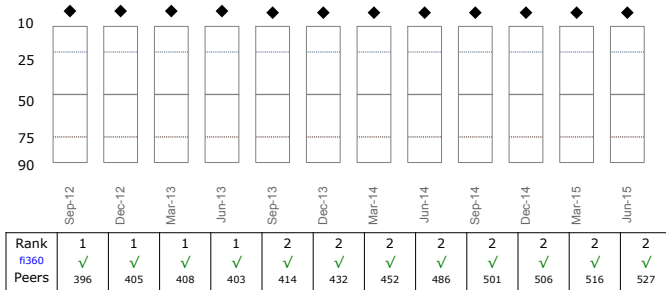 10
25
50
75
90
Sep-12 Dec-12 Mar-13 Jun-13 Sep-13 Dec-13 Mar-14 Jun-14 Sep-14 Dec-14 Mar-15 Jun-15
Rank 1 1 1 1 2 2 2 2 2 2 2 2
fi360 √ √ √ √ √ √ √ √ √ √ √ √
Peers 396 405 408 403 414 432 452 486 501 506 516 527